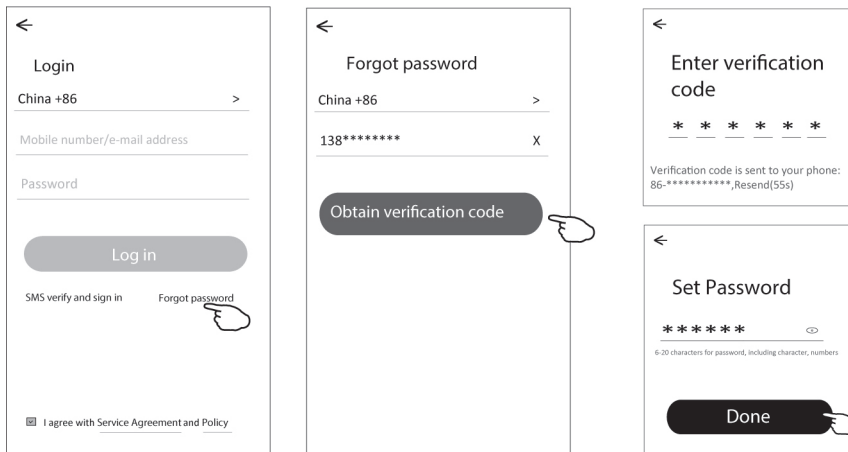 Login
China +86 >
Mobile number/e-mail address
Password
Log in
SMS verify and sign in Forgot password
I agree with Service Agreement and Policy
Forgot password
China +86 >
138******** X
Obtain verification code
Enter verification
code
* * * * * *
Verification code is sent to your phone:
86-***********,Resend(55s)
Set Password
******
6-20 characters for password, including character, numbers
Done